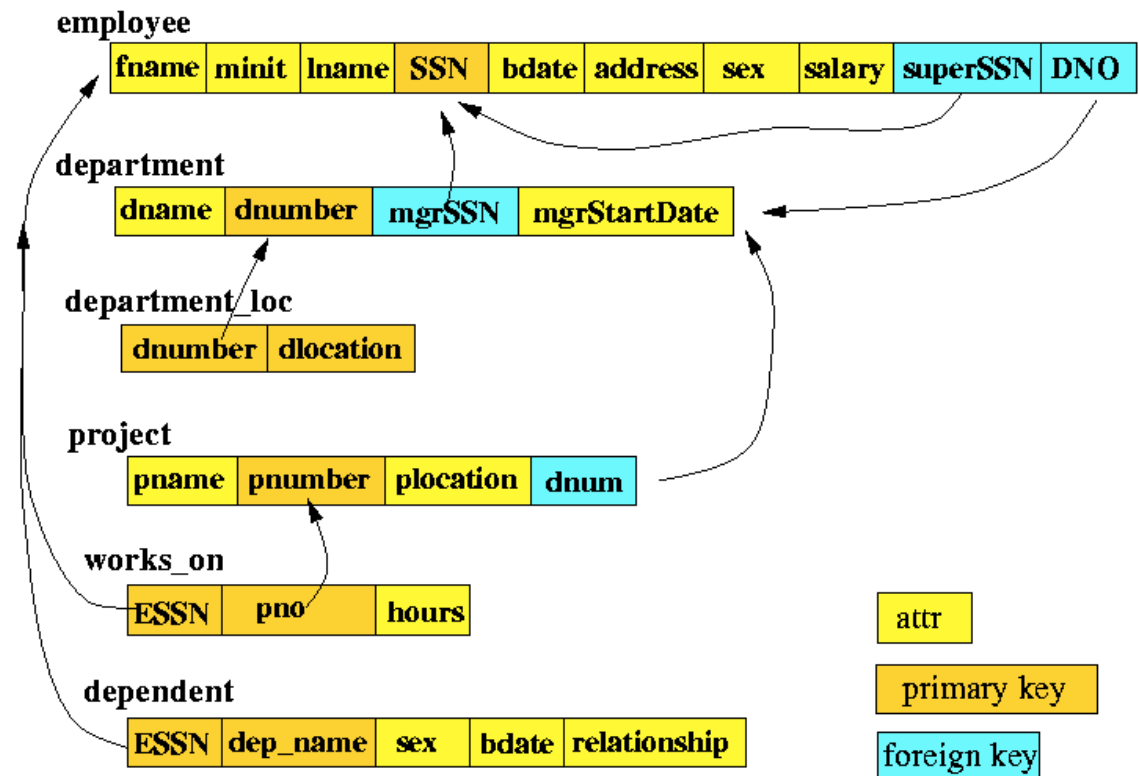 employee
fname minit lname SSN bdate address sex salary superSSN DNO
department
dname dnumber mgrSSN mgrStartDate
department_loc
dnumber dlocation
project
pname pnumber plocation dnum
works_on
ESSN pno hours
attr
dependent
primary key
ESSN dep_name sex bdate relationship
foreign key